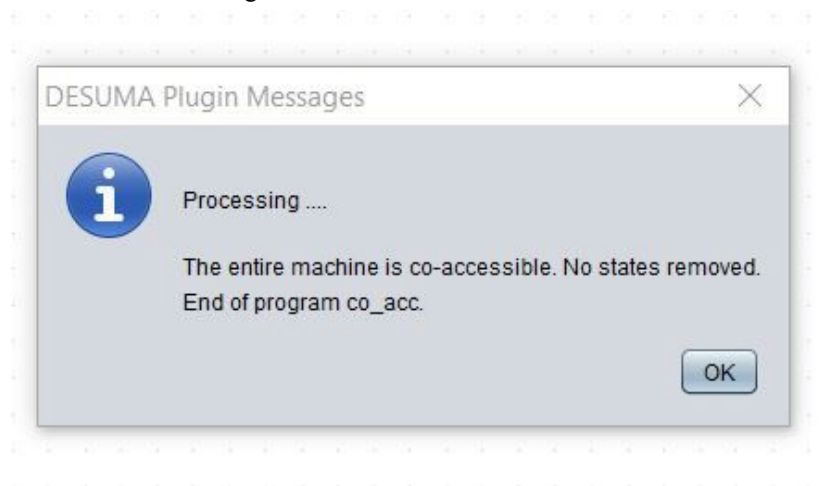 DESUMA Plugin Messages
Processing ....
The entire machine is co-accessible. No states removed.
End of program co_acc.
OK